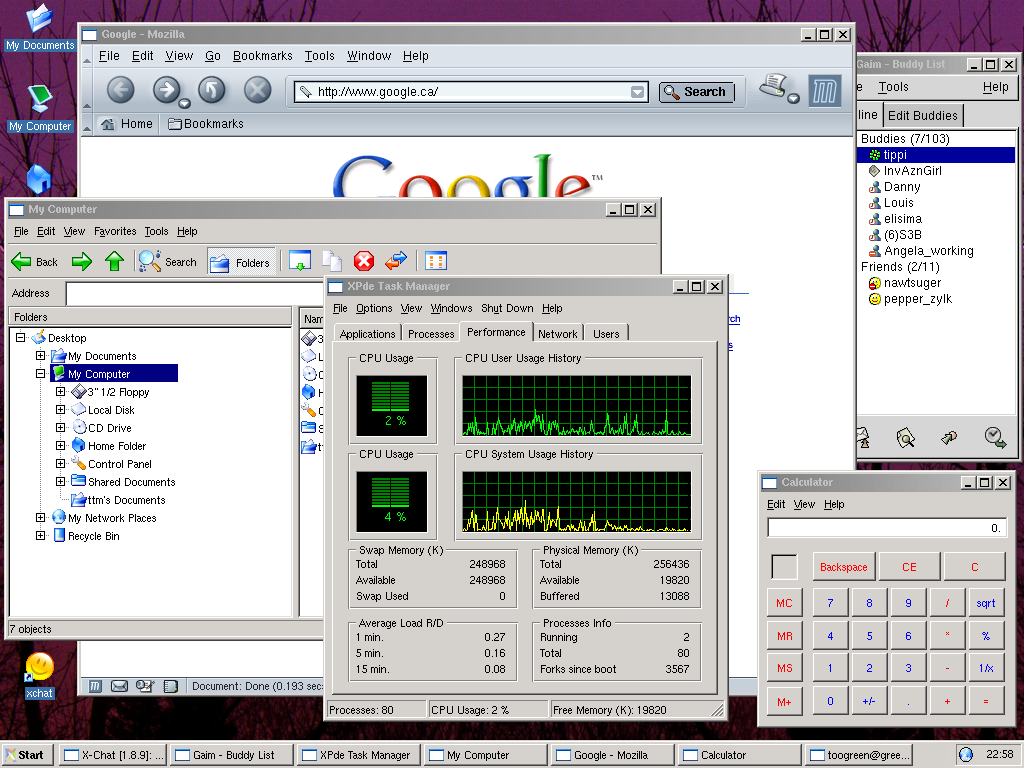 My Documents
My Computer
xchat
Google - Mozilla
File Edit View Go Bookmarks Tools Window Help
http://www.google.ca/
Search
m
Home
Bookmarks
Google™
Document: Done (0.193 sec
Gaim - Buddy List
Tools Help
line Edit Buddies
Buddies (7/103)
tippi
InvAznGirl
Danny
Louis
elisima
(6)S3B
Angela_working
Friends (2/11)
nawtsuger
pepper_zylk
My Computer
File Edit View Favorites Tools Help
Back Search Folders
Address
Folders
Nam
Desktop
My Documents
My Computer
3" 1/2 Floppy
Local Disk
CD Drive
Home Folder
Control Panel
Shared Documents
ttm's Documents
My Network Places
Recycle Bin
7 objects
XPde Task Manager
File Options View Windows Shut Down Help
Applications Processes Performance Network Users
CPU Usage
2 %
CPU User Usage History
CPU Usage
4 %
CPU System Usage History
Swap Memory (K)
Total 248968
Available 248968
Swap Used 0
Physical Memory (K)
Total 256436
Available 19820
Buffered 13088
Average Load R/D
1 min. 0.27
5 min. 0.16
15 min. 0.08
Processes Info
Running 2
Total 80
Forks since boot 3567
Processes: 80 CPU Usage: 2 % Free Memory (K): 19820
Calculator
Edit View Help
0.
Backspace CE C
MC 7 8 9 / sqrt
MR 4 5 6 * %
MS 1 2 3 - 1/x
M+ 0 +/- . + =
Start X-Chat [1.8.9]: ... Gaim - Buddy List XPde Task Manager My Computer Google - Mozilla Calculator toogreen@gree... 22:58